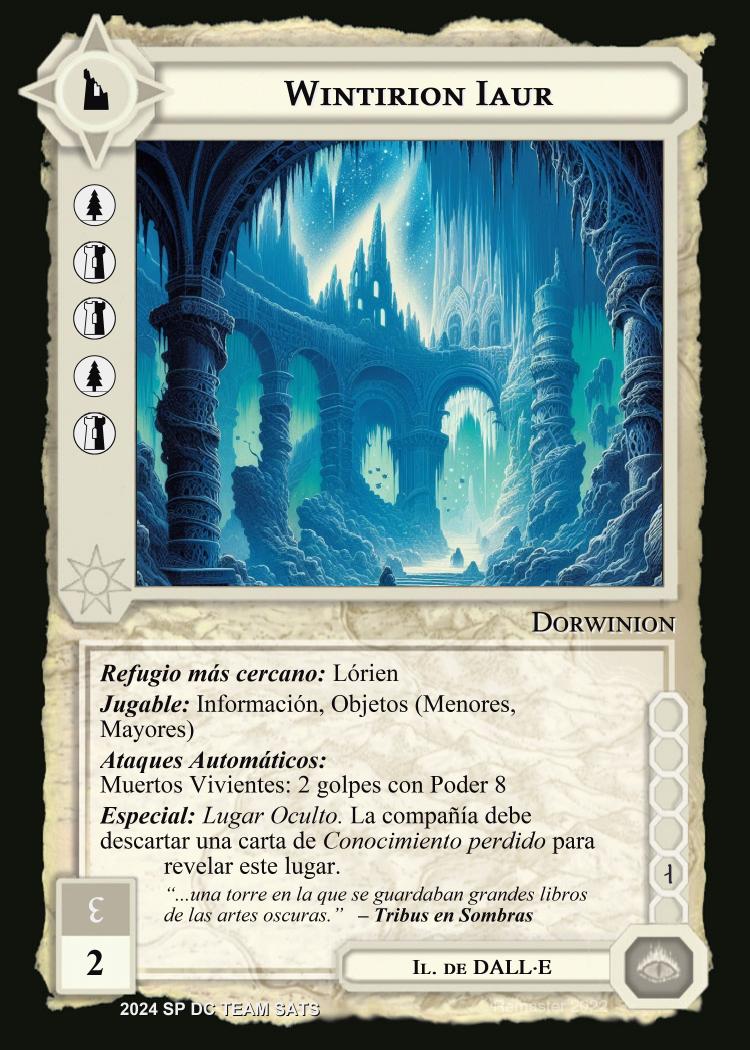 Wintirion Iaur
Dorwinion
Refugio más cercano: Lórien
Jugable: Información, Objetos (Menores,
Mayores)
Ataques Automáticos:
Muertos Vivientes: 2 golpes con Poder 8
Especial: Lugar Oculto. La compañía debe
descartar una carta de Conocimiento perdido para
revelar este lugar.
“...una torre en la que se guardaban grandes libros
de las artes oscuras.” – Tribus en Sombras
2
Il. de DALL·E
2024 SP DC TEAM SATS